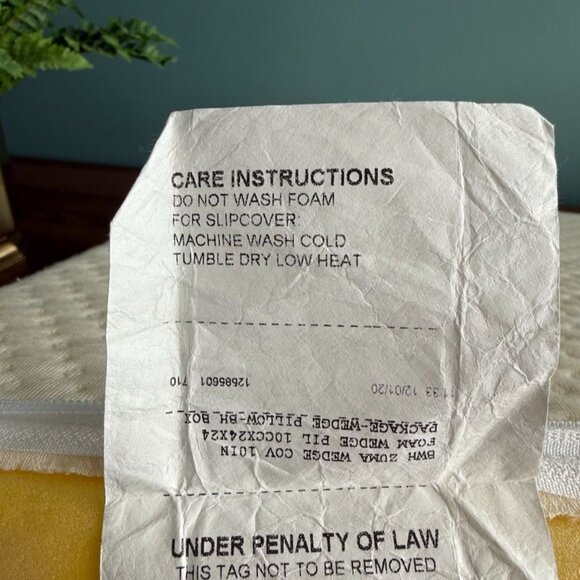 CARE INSTRUCTIONS
DO NOT WASH FOAM
FOR SLIPCOVER:
MACHINE WASH COLD
TUMBLE DRY LOW HEAT
12685601 710
33 12/01/20
BWH ZUMA WEDGE COV 10IN
FOAM WEDGE PIL 10CCX24X24
PACKAGE-WEDGE PILLOW-BH BOX
UNDER PENALTY OF LAW
THIS TAG NOT TO BE REMOVED